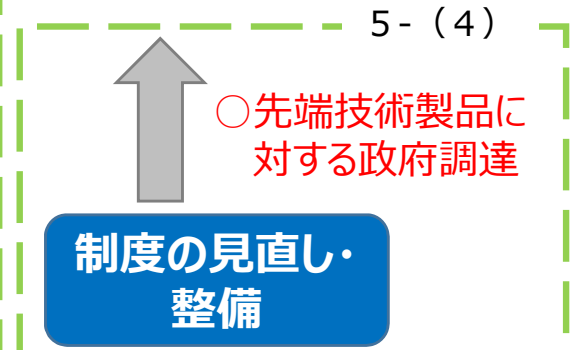 5-（4）
○先端技術製品に
対する政府調達
制度の見直し・
整備